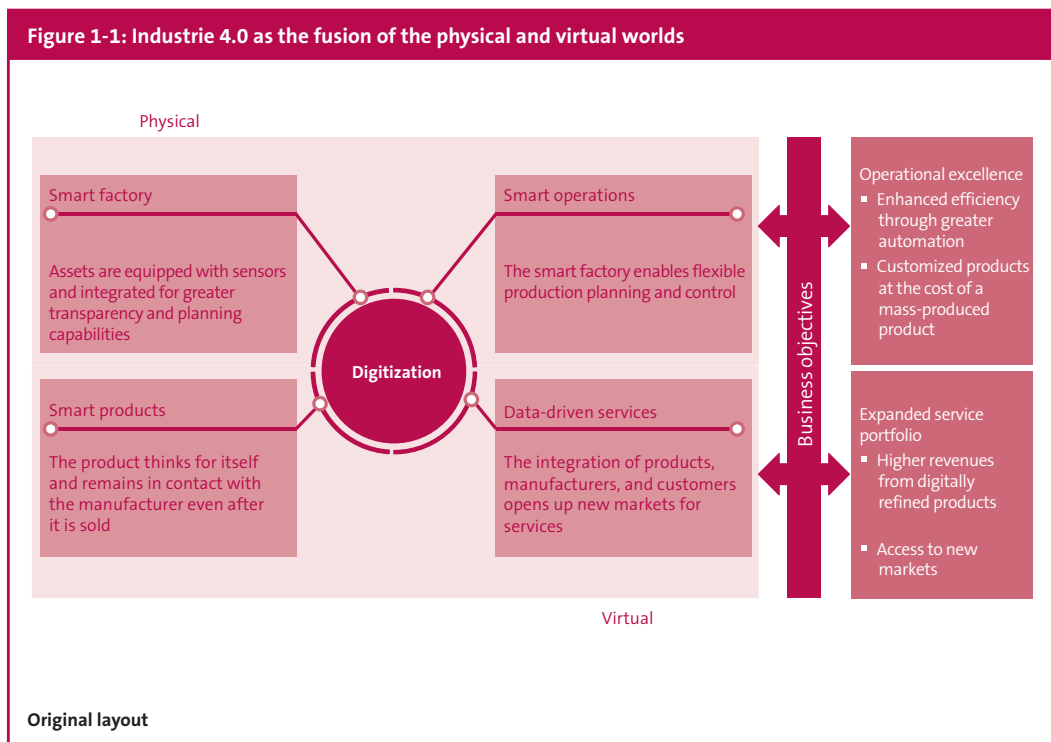 Figure 1-1: Industrie 4.0 as the fusion of the physical and virtual worlds
Physical
Smart factory
Assets are equipped with sensors
and integrated for greater
transparency and planning
capabilities
Smart operations
The smart factory enables flexible
production planning and control
Digitization
Smart products
The product thinks for itself
and remains in contact with
the manufacturer even after
it is sold
Data-driven services
The integration of products,
manufacturers, and customers
opens up new markets for
services
Virtual
Business objectives
Operational excellence
▫ Enhanced efficiency
through greater
automation
▫ Customized products
at the cost of a
mass-produced
product
Expanded service
portfolio
▫ Higher revenues
from digitally
refined products
▫ Access to new
markets
Original layout